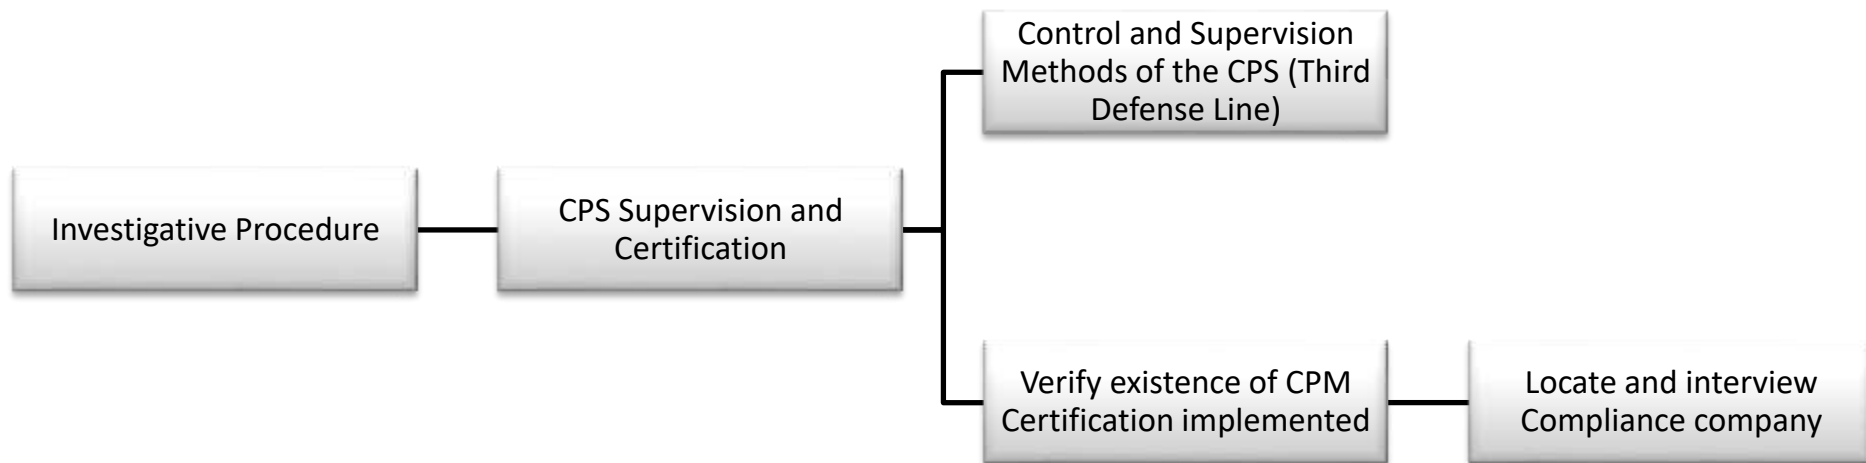 Investigative Procedure
CPS Supervision and
Certification
Control and Supervision
Methods of the CPS (Third
Defense Line)
Verify existence of CPM
Certification implemented
Locate and interview
Compliance company